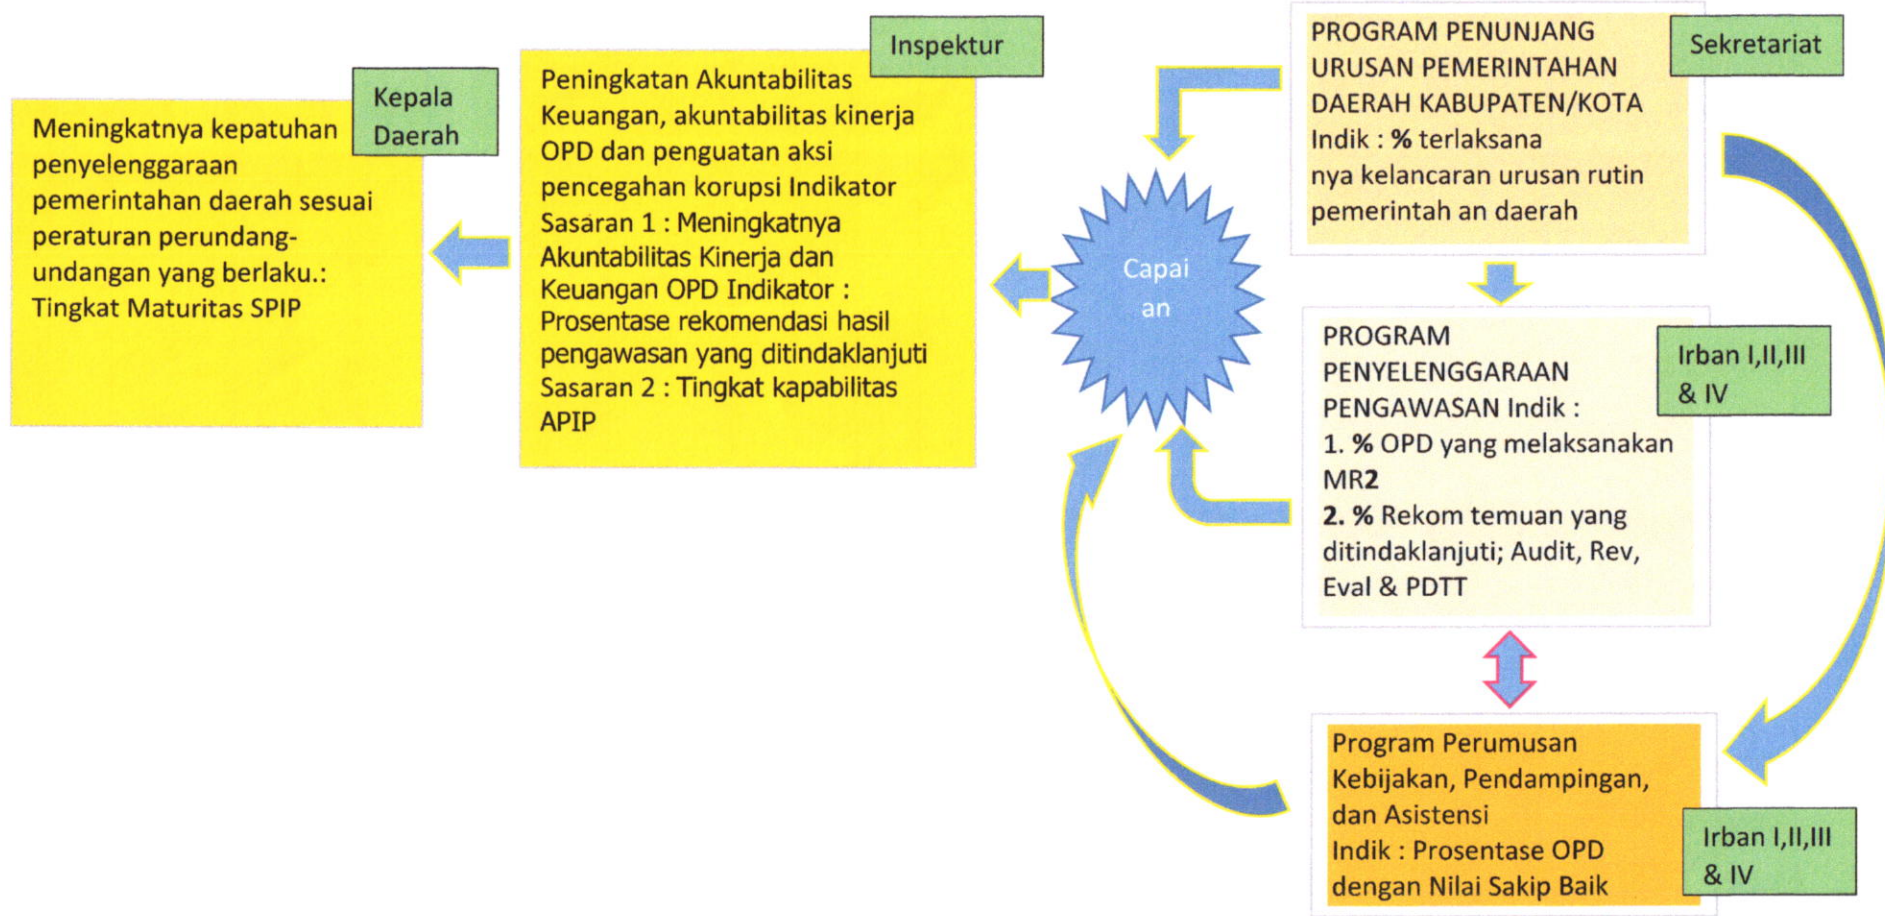 Kepala
Daerah
Meningkatnya kepatuhan
penyelenggaraan
pemerintahan daerah sesuai
peraturan perundang-
undangan yang berlaku.:
Tingkat Maturitas SPIP
Inspektur
Peningkatan Akuntabilitas
Keuangan, akuntabilitas kinerja
OPD dan penguatan aksi
pencegahan korupsi Indikator
Sasaran 1 : Meningkatnya
Akuntabilitas Kinerja dan
Keuangan OPD Indikator :
Prosentase rekomendasi hasil
pengawasan yang ditindaklanjuti
Sasaran 2 : Tingkat kapabilitas
APIP
Capai
an
Sekretariat
PROGRAM PENUNJANG
URUSAN PEMERINTAHAN
DAERAH KABUPATEN/KOTA
Indik : % terlaksana
nya kelancaran urusan rutin
pemerintah an daerah
Irban I,II,III
& IV
PROGRAM
PENYELENGGARAAN
PENGAWASAN Indik :
1. % OPD yang melaksanakan
MR2
2. % Rekom temuan yang
ditindaklanjuti; Audit, Rev,
Eval & PDTT
Program Perumusan
Kebijakan, Pendampingan,
dan Asistensi
Indik : Prosentase OPD
dengan Nilai Sakip Baik
Irban I,II,III
& IV